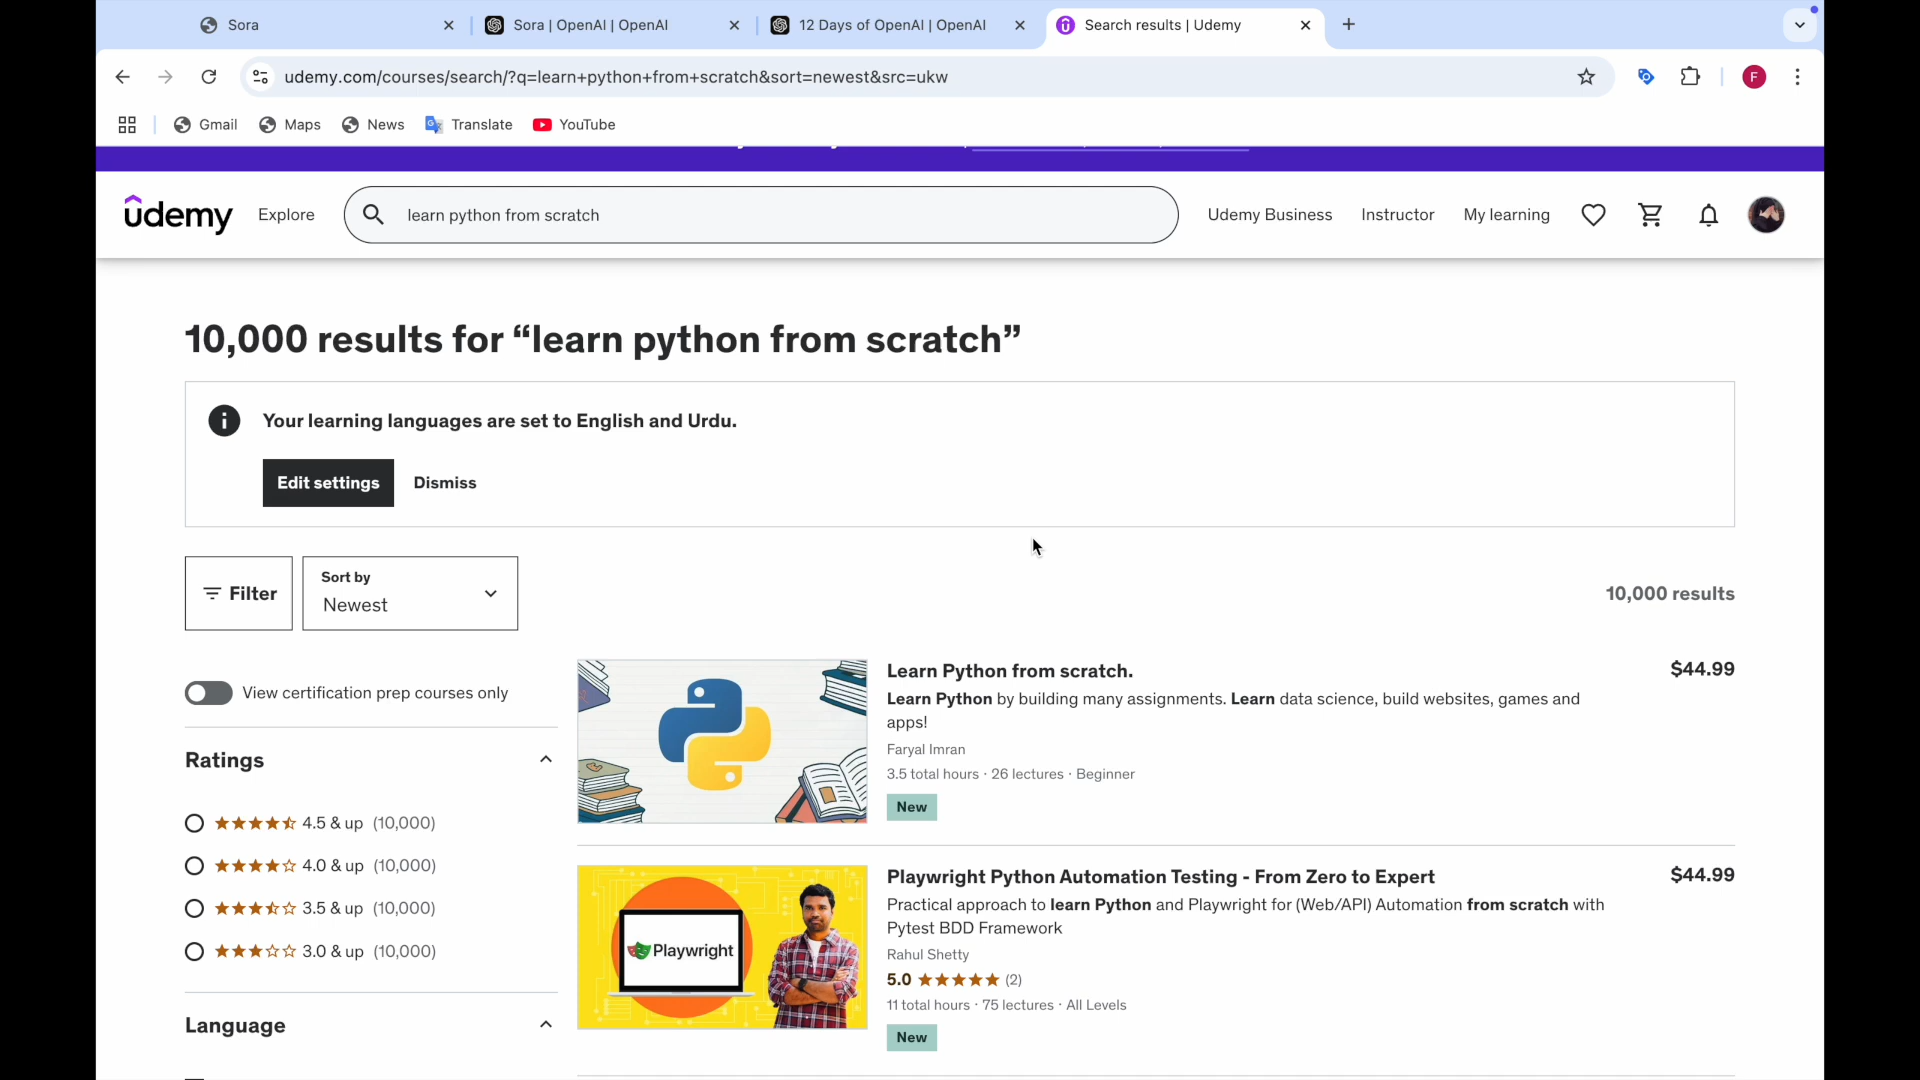 Sora
Sora | OpenAI | OpenAI
12 Days of OpenAI | OpenAI
Search results | Udemy
udemy.com/courses/search/?q=learn+python+from+scratch&sort=newest&src=ukw
F
Gmail
Maps
News
Translate
YouTube
udemy
Explore
learn python from scratch
Udemy Business
Instructor
My learning
10,000 results for “learn python from scratch”
Your learning languages are set to English and Urdu.
Edit settings
Dismiss
Filter
Sort by
Newest
10,000 results
View certification prep courses only
Ratings
4.5 & up (10,000)
4.0 & up (10,000)
3.5 & up (10,000)
3.0 & up (10,000)
Language
Learn Python from scratch.
$44.99
Learn Python by building many assignments. Learn data science, build websites, games and
apps!
Faryal Imran
3.5 total hours · 26 lectures · Beginner
New
Playwright
Playwright Python Automation Testing - From Zero to Expert
$44.99
Practical approach to learn Python and Playwright for (Web/API) Automation from scratch with
Pytest BDD Framework
Rahul Shetty
5.0 (2)
11 total hours · 75 lectures · All Levels
New